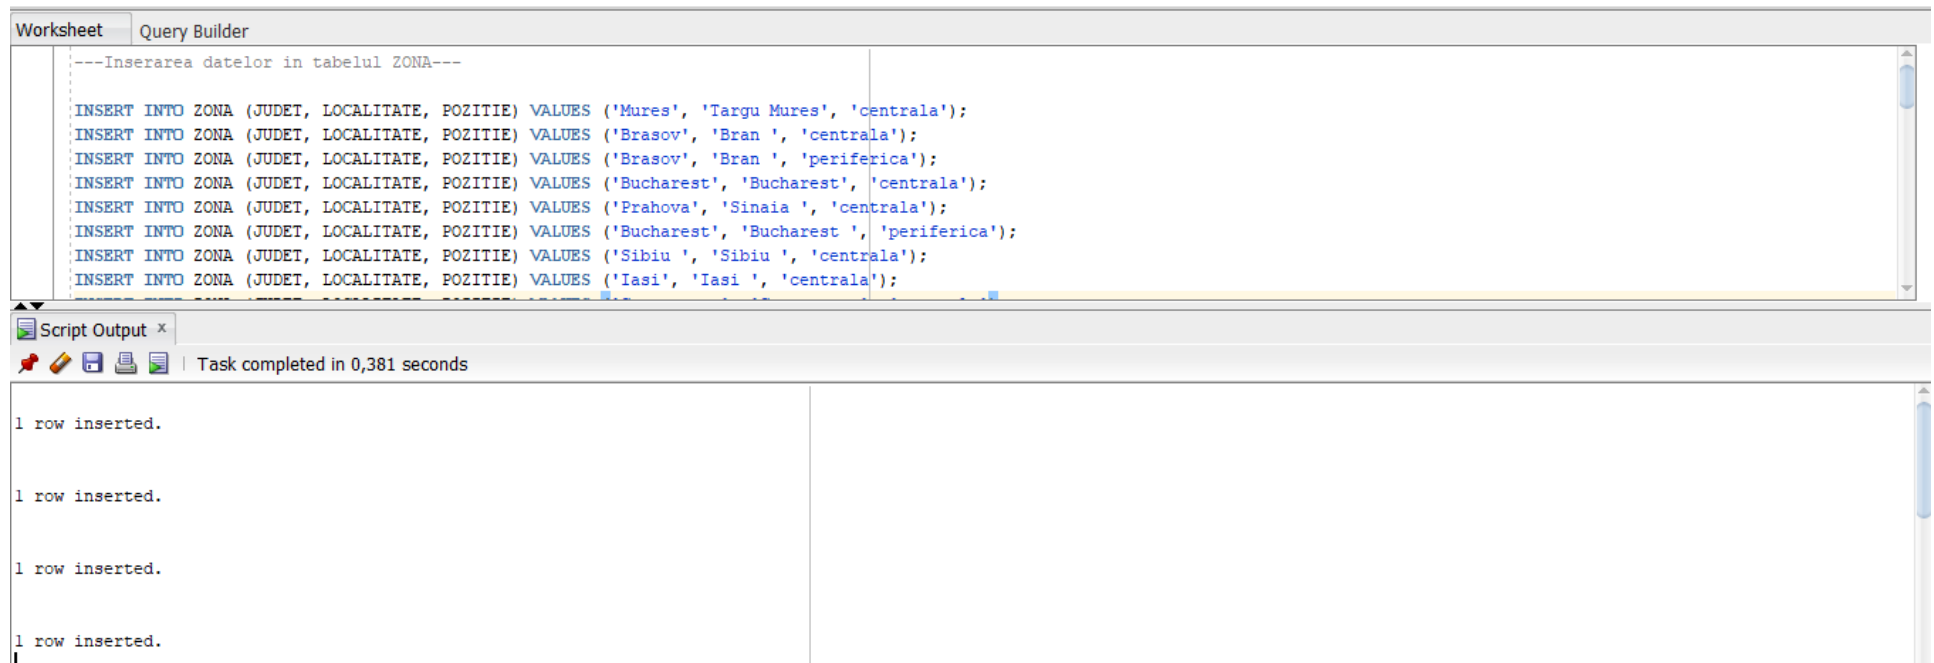 Worksheet Query Builder
---Inserarea datelor in tabelul ZONA---
INSERT INTO ZONA (JUDET, LOCALITATE, POZITIE) VALUES ('Mures', 'Targu Mures', 'centrala');
INSERT INTO ZONA (JUDET, LOCALITATE, POZITIE) VALUES ('Brasov', 'Bran ', 'centrala');
INSERT INTO ZONA (JUDET, LOCALITATE, POZITIE) VALUES ('Brasov', 'Bran ', 'periferica');
INSERT INTO ZONA (JUDET, LOCALITATE, POZITIE) VALUES ('Bucharest', 'Bucharest', 'centrala');
INSERT INTO ZONA (JUDET, LOCALITATE, POZITIE) VALUES ('Prahova', 'Sinaia ', 'centrala');
INSERT INTO ZONA (JUDET, LOCALITATE, POZITIE) VALUES ('Bucharest', 'Bucharest ', 'periferica');
INSERT INTO ZONA (JUDET, LOCALITATE, POZITIE) VALUES ('Sibiu ', 'Sibiu ', 'centrala');
INSERT INTO ZONA (JUDET, LOCALITATE, POZITIE) VALUES ('Iasi', 'Iasi ', 'centrala');
Script Output x
Task completed in 0,381 seconds
1 row inserted.
1 row inserted.
1 row inserted.
1 row inserted.